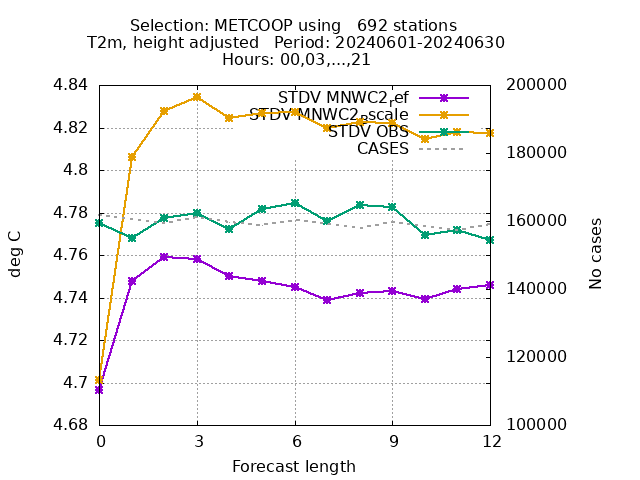 Selection: METCOOP using   692 stations
T2m, height adjusted   Period: 20240601-20240630
Hours: 00,03,...,21
4.84
4.82
4.8
4.78
4.76
4.74
4.72
4.7
4.68
deg C
STDV MNWC2ref
STDV MNWC2Rscale
STDV OBS
CASES
200000
180000
160000
140000
120000
100000
No cases
0 3 6 9 12
Forecast length